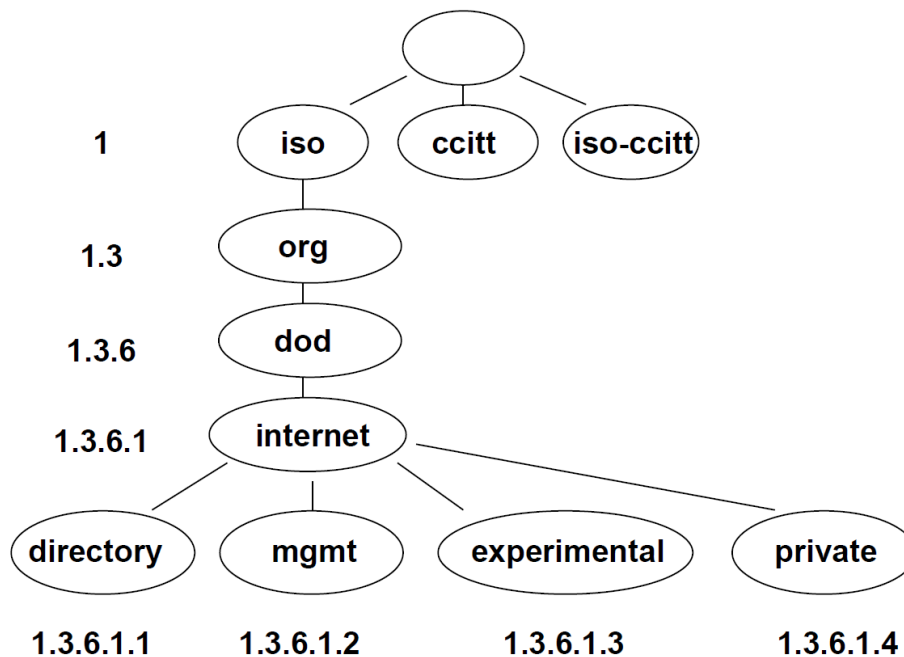 1 iso ccitt iso-ccitt
1.3 org
1.3.6 dod
1.3.6.1 internet
directory mgmt experimental private
1.3.6.1.1 1.3.6.1.2 1.3.6.1.3 1.3.6.1.4